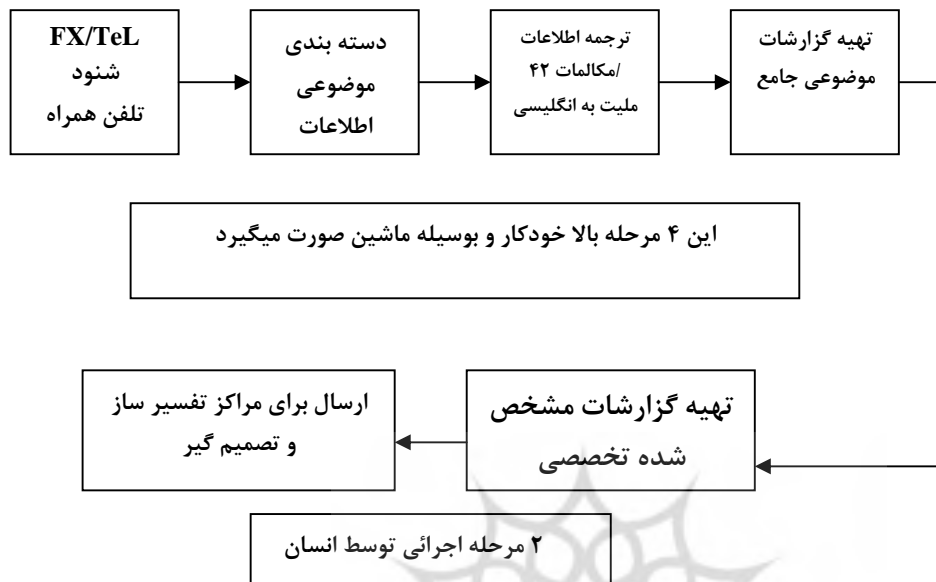 FX/TeL
شنود
تلفن همراه
دسته بندی
موضوعی
اطلاعات
ترجمه اطلاعات
/مکالمات ۴۲
ملیت به انگلیسی
تهیه گزارشات
موضوعی جامع
این ۴ مرحله بالا خودکار و بوسیله ماشین صورت میگیرد
تهیه گزارشات مشخص
شده تخصصی
ارسال برای مراکز تفسیر ساز
و تصمیم گیر
۲ مرحله اجرائی توسط انسان